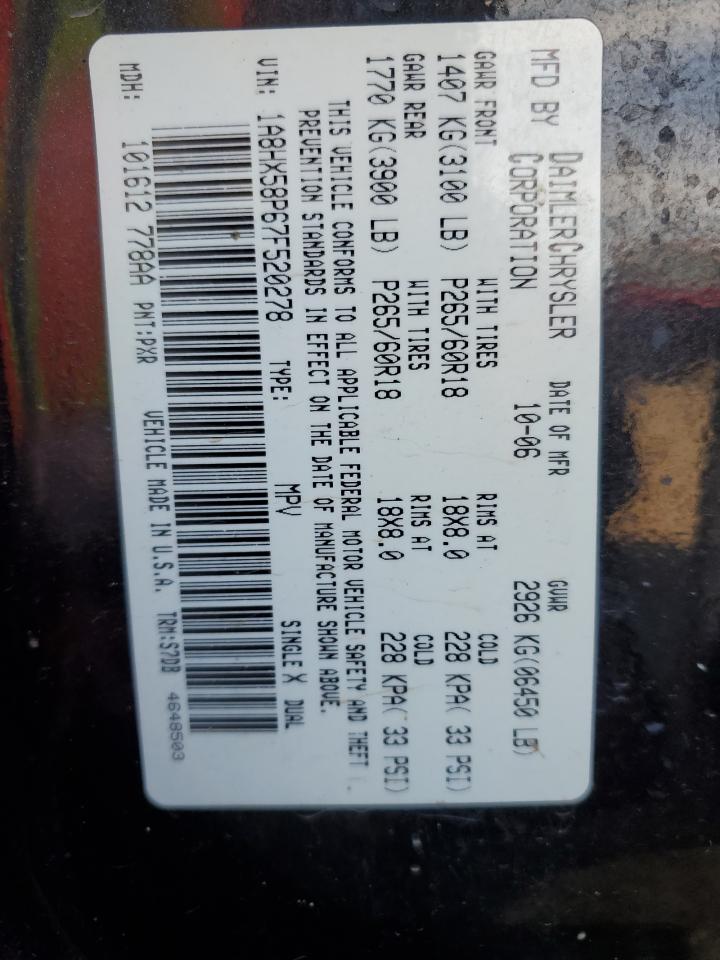 MFD BY DAIMLERCHRYSLER DATE OF MFR GVWR
CORPORATION 10-06 2926 KG(06450 LB)
GAWR FRONT WITH TIRES RIMS AT COLD
1407 KG(3100 LB) P265/60R18 18X8.0 228 KPA( 33 PSI)
GAWR REAR WITH TIRES RIMS AT COLD
1770 KG(3900 LB) P265/60R18 18X8.0 228 KPA( 33 PSI)
THIS VEHICLE CONFORMS TO ALL APPLICABLE FEDERAL MOTOR VEHICLE SAFETY AND THEFT
PREVENTION STANDARDS IN EFFECT ON THE DATE OF MANUFACTURE SHOWN ABOVE.
VIN: 1A8HX58P67F520278 TYPE: MPV SINGLE X DUAL
MDH: 101612 778AA PNT:PXR VEHICLE MADE IN U.S.A. TRM:S7DB 4648503